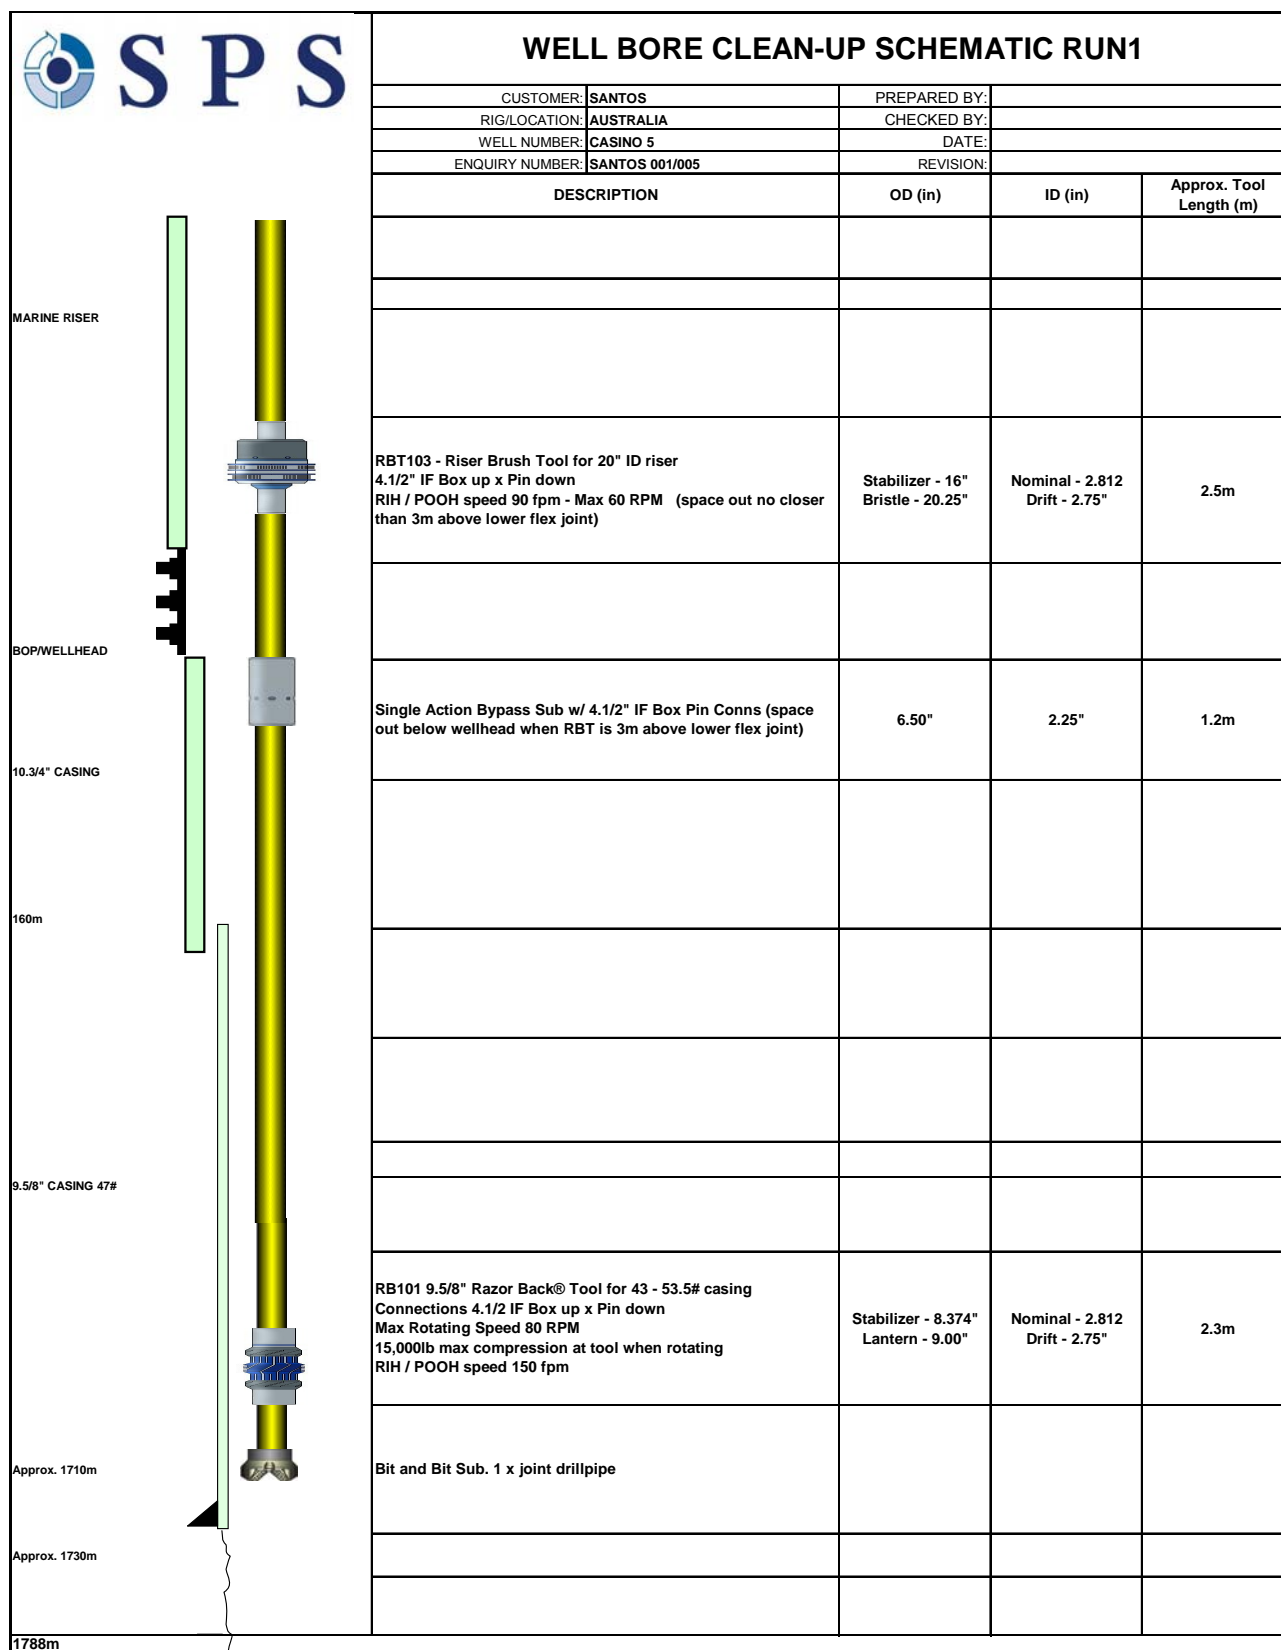 SPS
WELL BORE CLEAN-UP SCHEMATIC RUN1
CUSTOMER: SANTOS PREPARED BY:
RIG/LOCATION: AUSTRALIA CHECKED BY:
WELL NUMBER: CASINO 5 DATE:
ENQUIRY NUMBER: SANTOS 001/005 REVISION:
DESCRIPTION OD (in) ID (in) Approx. Tool
Length (m)
MARINE RISER
RBT103 - Riser Brush Tool for 20" ID riser
4.1/2" IF Box up x Pin down
RIH / POOH speed 90 fpm - Max 60 RPM (space out no closer
than 3m above lower flex joint)
Stabilizer - 16"
Bristle - 20.25"
Nominal - 2.812
Drift - 2.75"
2.5m
BOP/WELLHEAD
Single Action Bypass Sub w/ 4.1/2" IF Box Pin Conns (space
out below wellhead when RBT is 3m above lower flex joint)
6.50"
2.25"
1.2m
10.3/4" CASING
160m
9.5/8" CASING 47#
RB101 9.5/8" Razor Back® Tool for 43 - 53.5# casing
Connections 4.1/2 IF Box up x Pin down
Max Rotating Speed 80 RPM
15,000lb max compression at tool when rotating
RIH / POOH speed 150 fpm
Stabilizer - 8.374"
Lantern - 9.00"
Nominal - 2.812
Drift - 2.75"
2.3m
Approx. 1710m
Bit and Bit Sub. 1 x joint drillpipe
Approx. 1730m
1788m